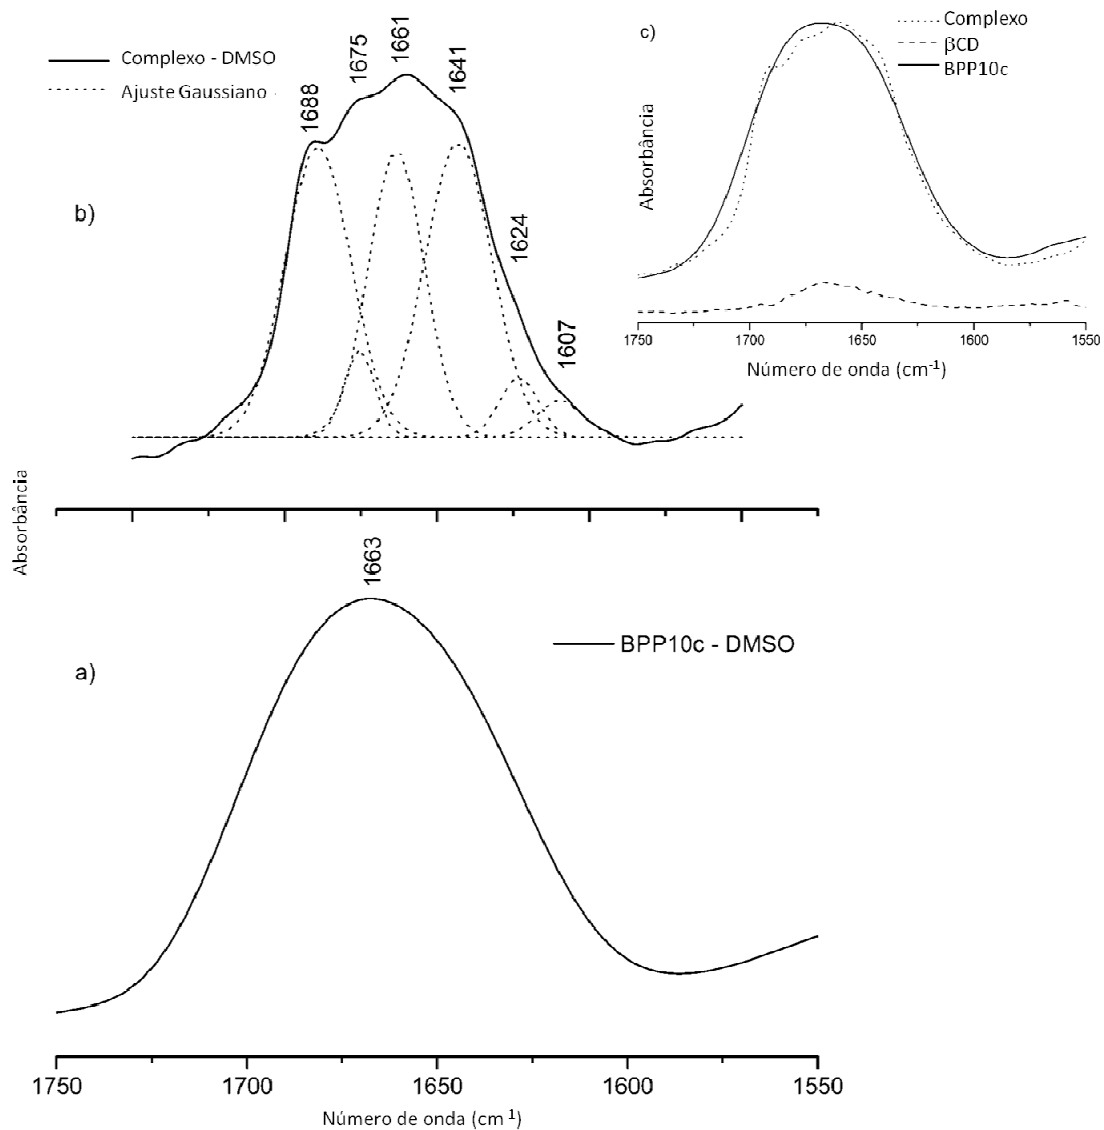 Complexo - DMSO
Ajuste Gaussiano
b)
1688
1675
1661
1641
1624
1607
c)
Complexo
βCD
BPP10c
Absorbância
1750
1700
1650
1600
1550
Número de onda (cm-1)
Absorbância
a)
1663
BPP10c - DMSO
1750
1700
1650
1600
1550
Número de onda (cm-1)